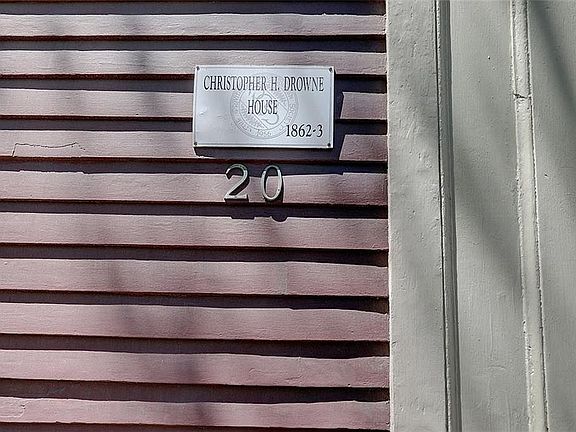 CHRISTOPHER H. DROWNE
HOUSE
1862-3
20